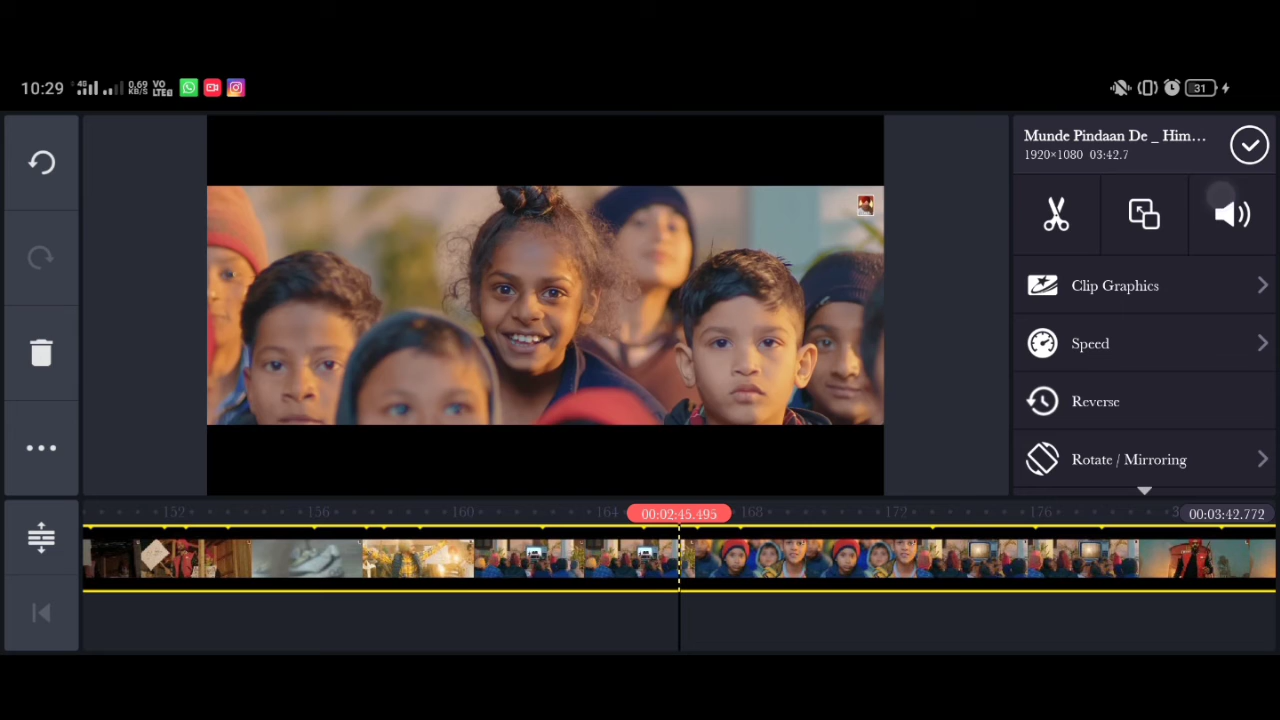 10:29 4G 0.69 KB/S VO LTE 31
Munde Pindaan De _ Him...
1920×1080 03:42.7
Clip Graphics
Speed
Reverse
Rotate / Mirroring
152 156 160 164 00:02:45.495 168 172 176 00:03:42.772